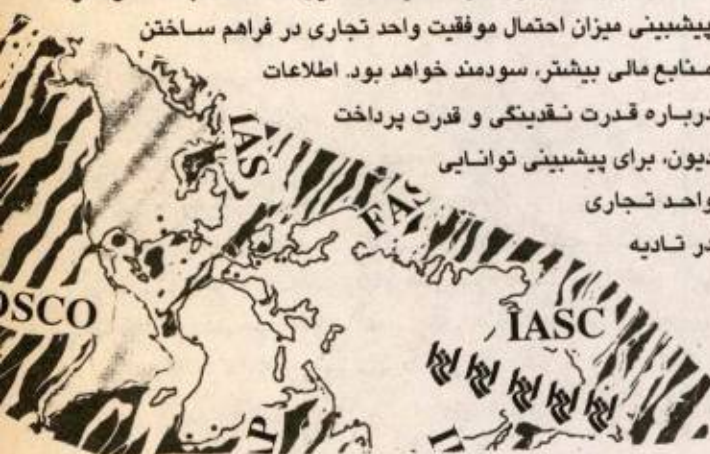 پیشبینی میزان احتمال موفقیت واحد تجاری در فراهم ساختن
منابع مالی بیشتر، سودمند خواهد بود. اطلاعات
درباره قدرت نقدینگی و قدرت پرداخت
دیون، برای پیشبینی توانایی
واحد تجاری
در تادیه
IAS
FAS
OSCO
IASC